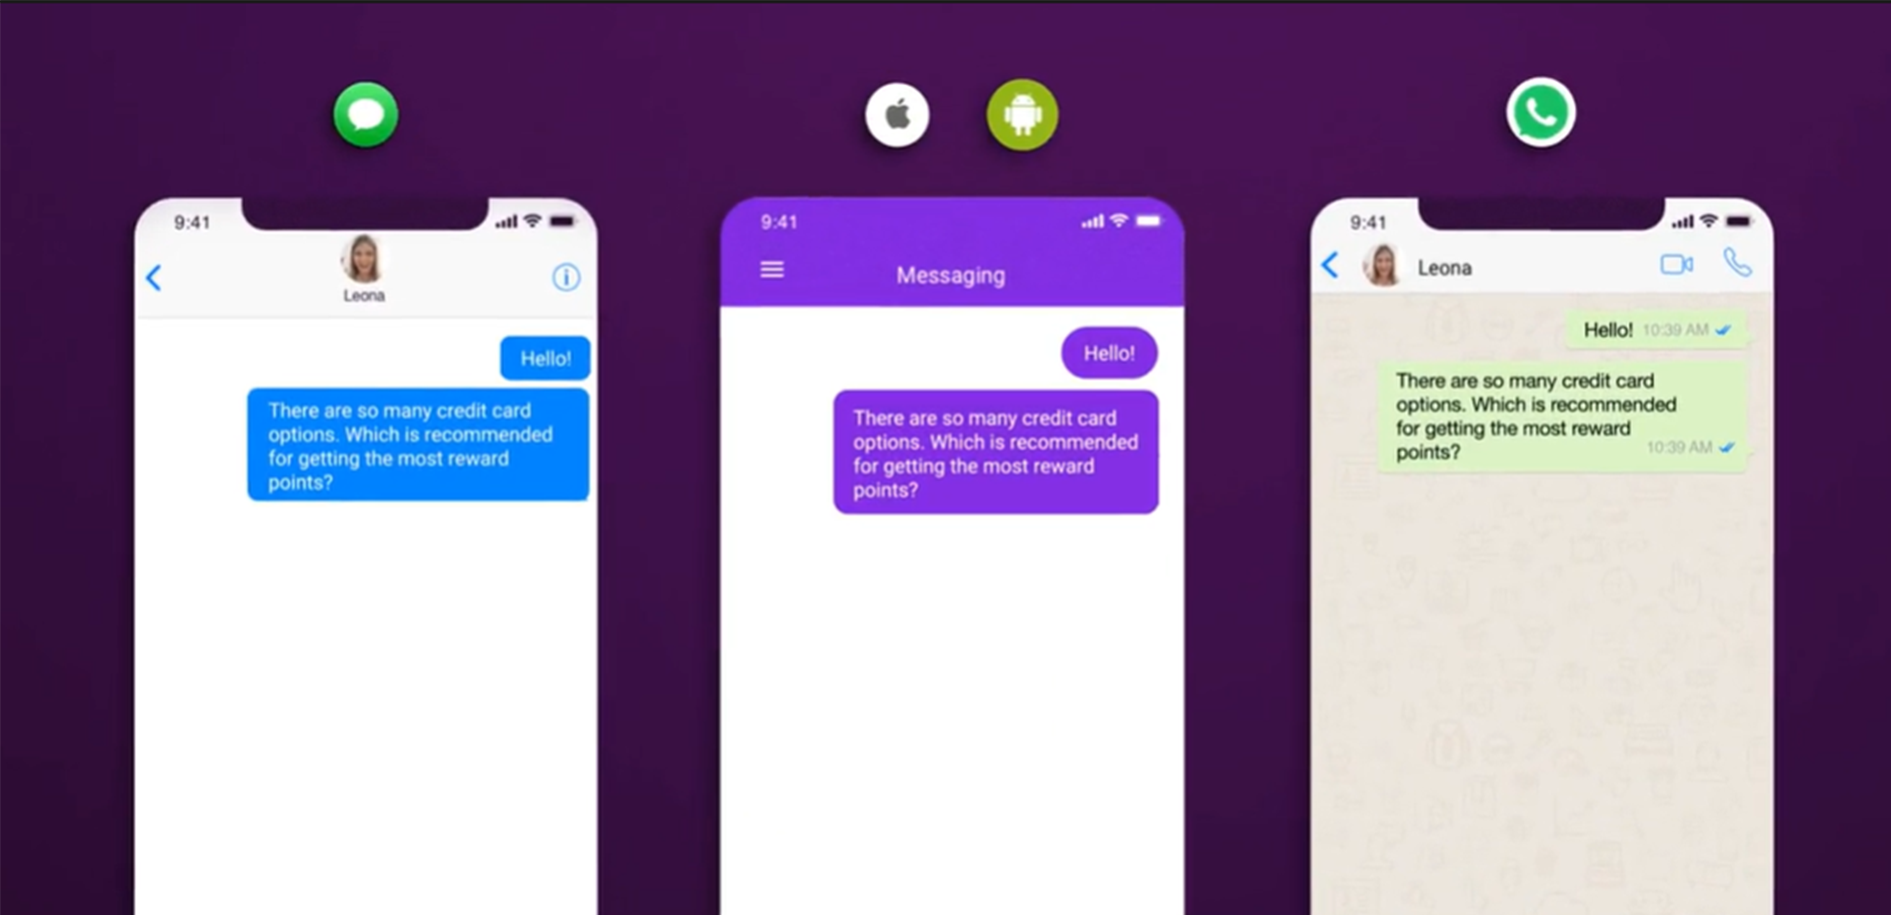 9:41
Leona
Hello!
There are so many credit card
options. Which is recommended
for getting the most reward
points?
9:41
Messaging
Hello!
There are so many credit card
options. Which is recommended
for getting the most reward
points?
9:41
Leona
Hello! 10:39 AM
There are so many credit card
options. Which is recommended
for getting the most reward
points? 10:39 AM